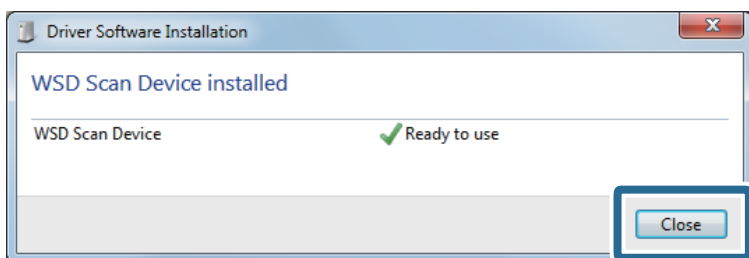 Driver Software Installation
WSD Scan Device installed
WSD Scan Device Ready to use
Close